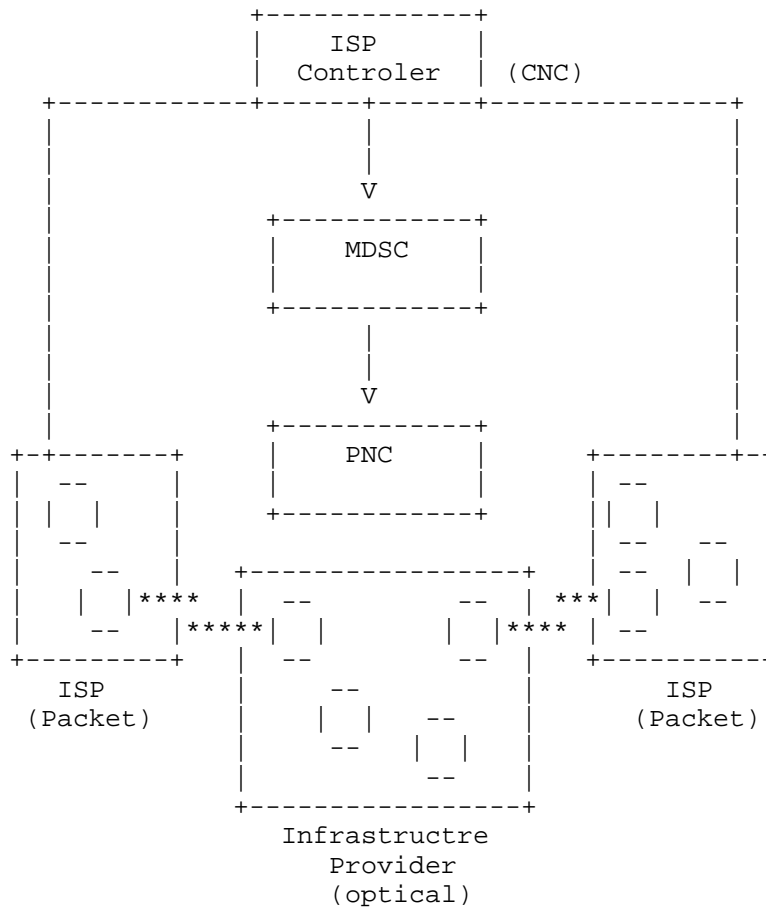 ISP
Controler (CNC)
MDSC
PNC
ISP
(Packet)
ISP
(Packet)
Infrastructre
Provider
(optical)